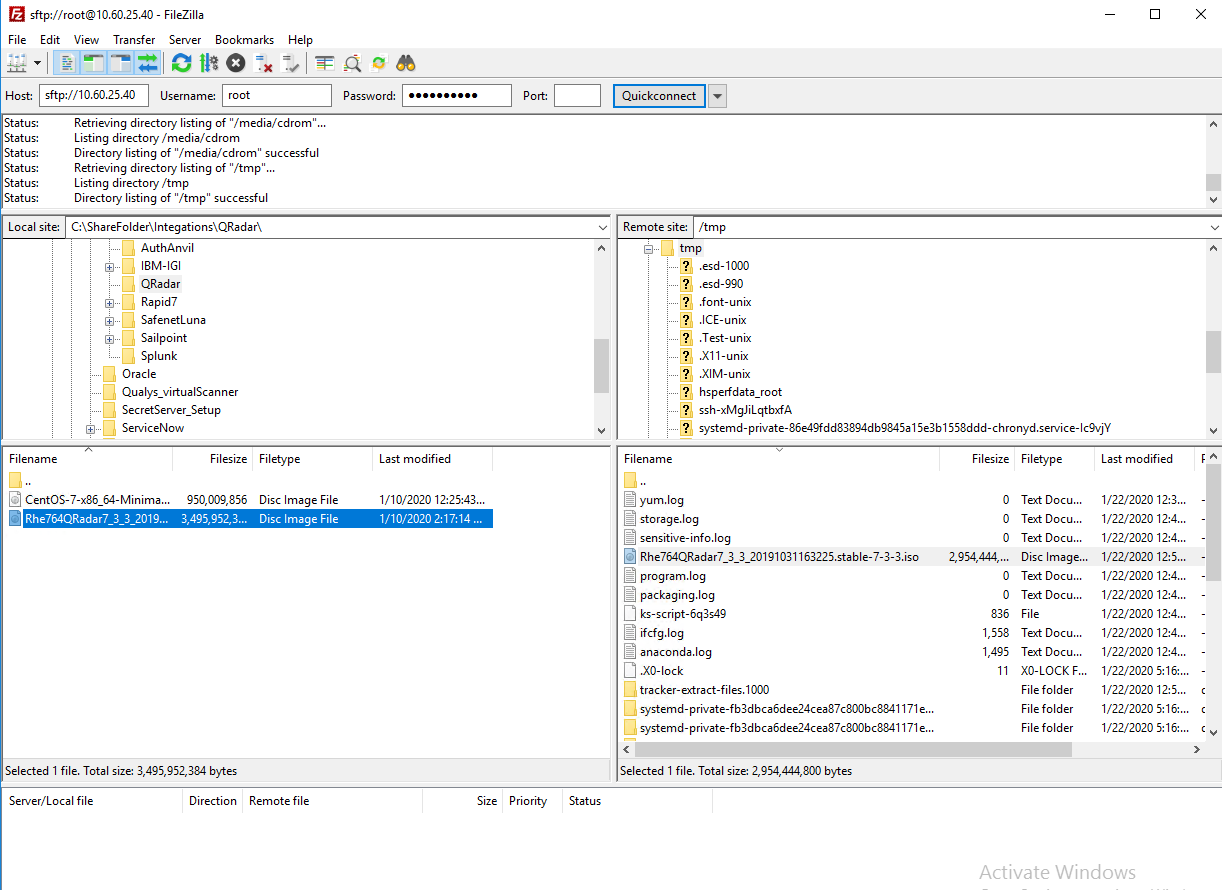 sftp://root@10.60.25.40 - FileZilla
File Edit View Transfer Server Bookmarks Help
Host: sftp://10.60.25.40 Username: root Password: ●●●●●●●●●● Port: Quickconnect
Status: Retrieving directory listing of "/media/cdrom"...
Status: Listing directory /media/cdrom
Status: Directory listing of "/media/cdrom" successful
Status: Retrieving directory listing of "/tmp"...
Status: Listing directory /tmp
Status: Directory listing of "/tmp" successful
Local site: C:\ShareFolder\Integations\QRadar\
AuthAnvil
IBM-IGI
QRadar
Rapid7
SafenetLuna
Sailpoint
Splunk
Oracle
Qualys_virtualScanner
SecretServer_Setup
ServiceNow
Remote site: /tmp
tmp
.esd-1000
.esd-990
.font-unix
.ICE-unix
.Test-unix
.X11-unix
.XIM-unix
hsperfdata_root
ssh-xMgJiLqtbxfA
systemd-private-86e49fdd83894db9845a15e3b1558ddd-chronyd.service-Ic9vjY
Filename Filesize Filetype Last modified
..
CentOS-7-x86_64-Minima... 950,009,856 Disc Image File 1/10/2020 12:25:43...
Rhe764QRadar7_3_3_2019... 3,495,952,3... Disc Image File 1/10/2020 2:17:14 ...
Selected 1 file. Total size: 3,495,952,384 bytes
Filename Filesize Filetype Last modified
..
yum.log 0 Text Docu... 1/22/2020 12:3...
storage.log 0 Text Docu... 1/22/2020 12:4...
sensitive-info.log 0 Text Docu... 1/22/2020 12:4...
Rhe764QRadar7_3_3_20191031163225.stable-7-3-3.iso 2,954,444,... Disc Image... 1/22/2020 12:5...
program.log 0 Text Docu... 1/22/2020 12:4...
packaging.log 0 Text Docu... 1/22/2020 12:4...
ks-script-6q3s49 836 File 1/22/2020 12:4...
ifcfg.log 1,558 Text Docu... 1/22/2020 12:4...
anaconda.log 1,495 Text Docu... 1/22/2020 12:4...
.X0-lock 11 X0-LOCK F... 1/22/2020 5:16:...
tracker-extract-files.1000 File folder 1/22/2020 12:5...
systemd-private-fb3dbca6dee24cea87c800bc8841171e... File folder 1/22/2020 5:16:...
systemd-private-fb3dbca6dee24cea87c800bc8841171e... File folder 1/22/2020 5:16:...
Selected 1 file. Total size: 2,954,444,800 bytes
Server/Local file Direction Remote file Size Priority Status
Activate Windows